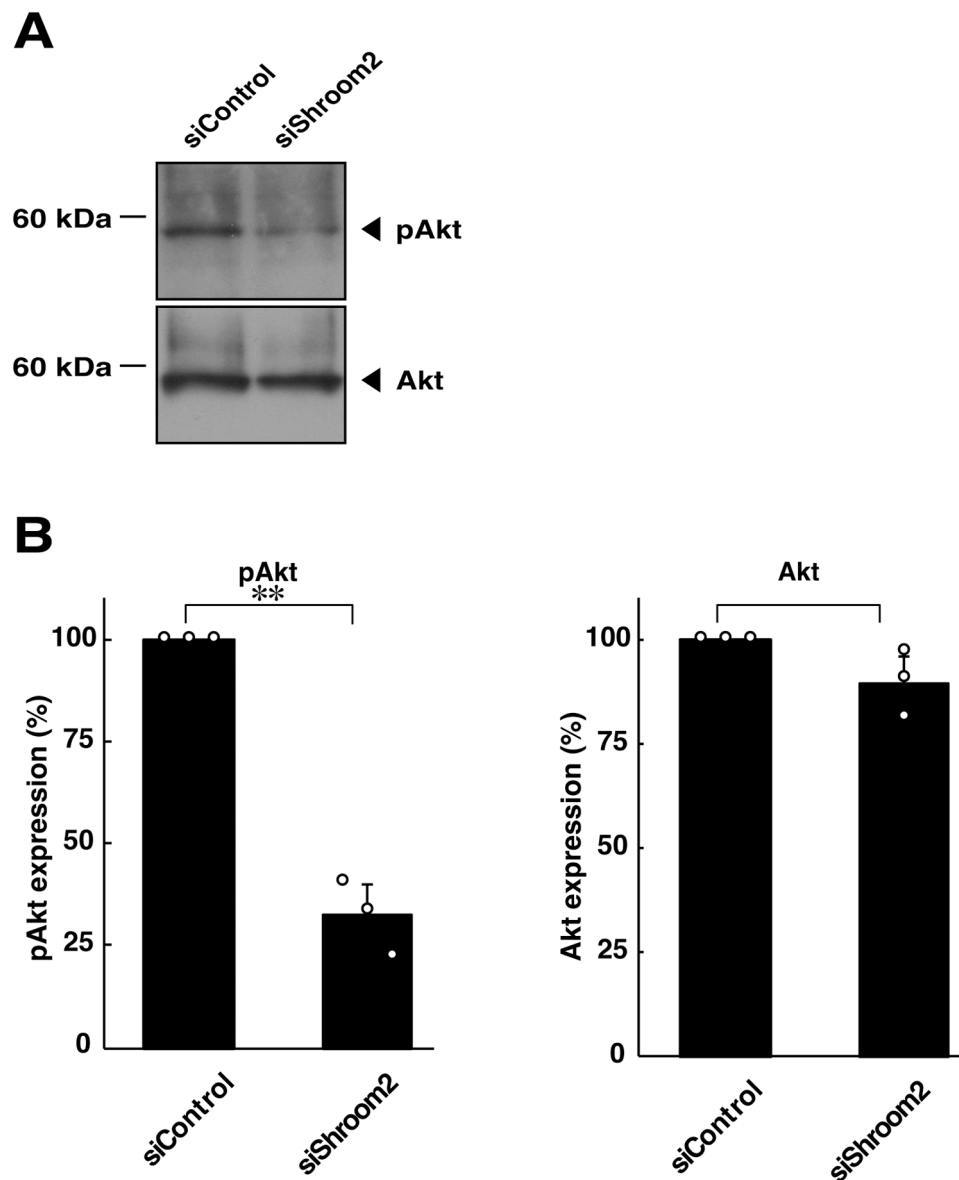 A
siControl siShroom2
60 kDa pAkt
60 kDa Akt
B
pAkt
**
pAkt expression (%)
100
75
50
25
0
siControl siShroom2
Akt
Akt expression (%)
100
75
50
25
0
siControl siShroom2